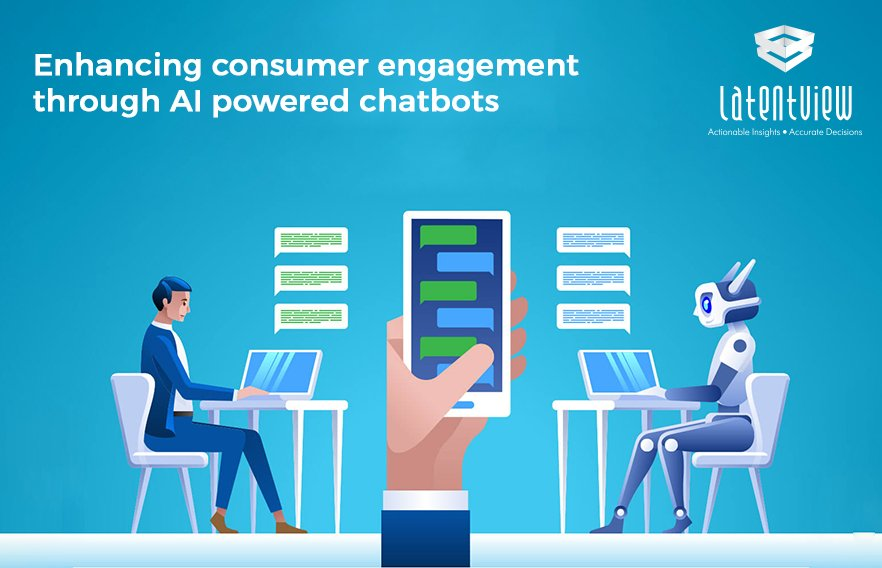 Enhancing consumer engagement
through AI powered chatbots
LatentView
Actionable Insights • Accurate Decisions